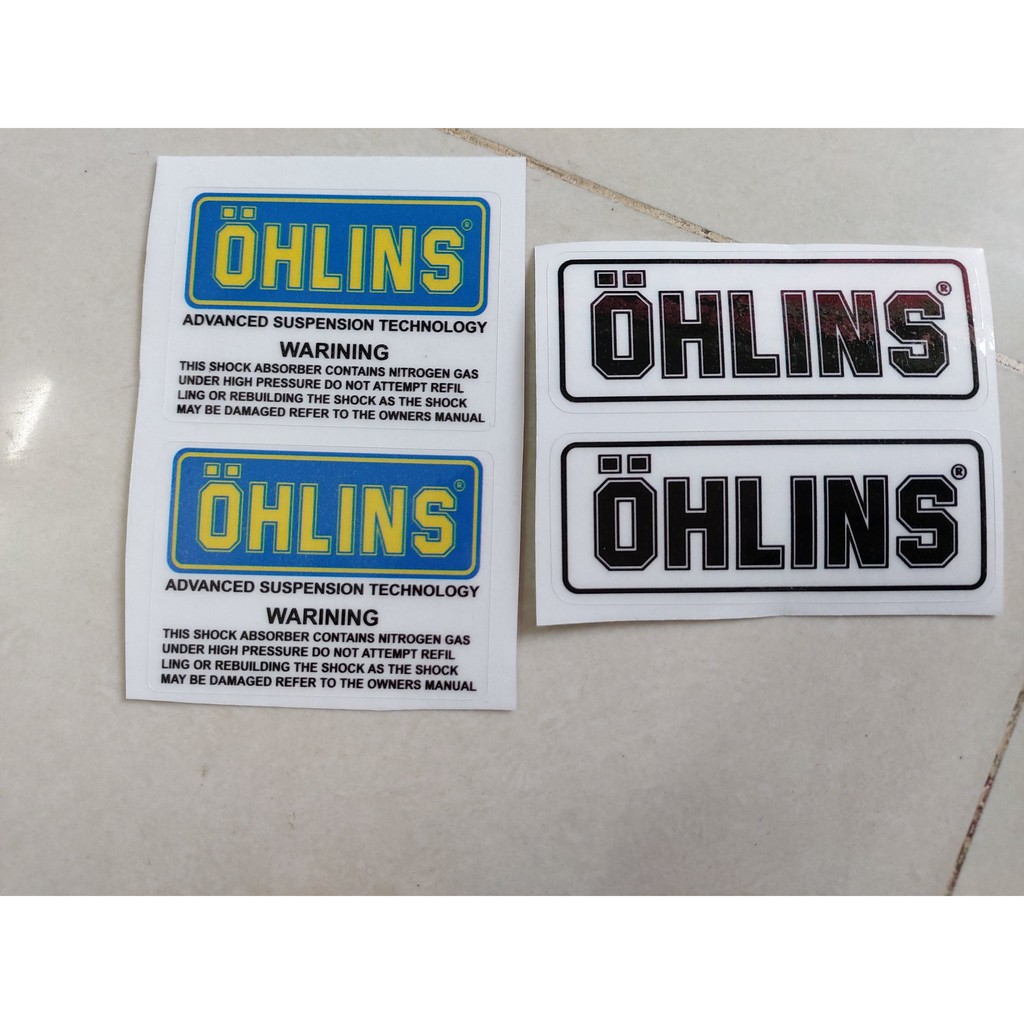 ÖHLINS®
ADVANCED SUSPENSION TECHNOLOGY
WARINING
THIS SHOCK ABSORBER CONTAINS NITROGEN GAS
UNDER HIGH PRESSURE DO NOT ATTEMPT REFIL
LING OR REBUILDING THE SHOCK AS THE SHOCK
MAY BE DAMAGED REFER TO THE OWNERS MANUAL
ÖHLINS®
ADVANCED SUSPENSION TECHNOLOGY
WARINING
THIS SHOCK ABSORBER CONTAINS NITROGEN GAS
UNDER HIGH PRESSURE DO NOT ATTEMPT REFIL
LING OR REBUILDING THE SHOCK AS THE SHOCK
MAY BE DAMAGED REFER TO THE OWNERS MANUAL
ÖHLINS®
ÖHLINS®